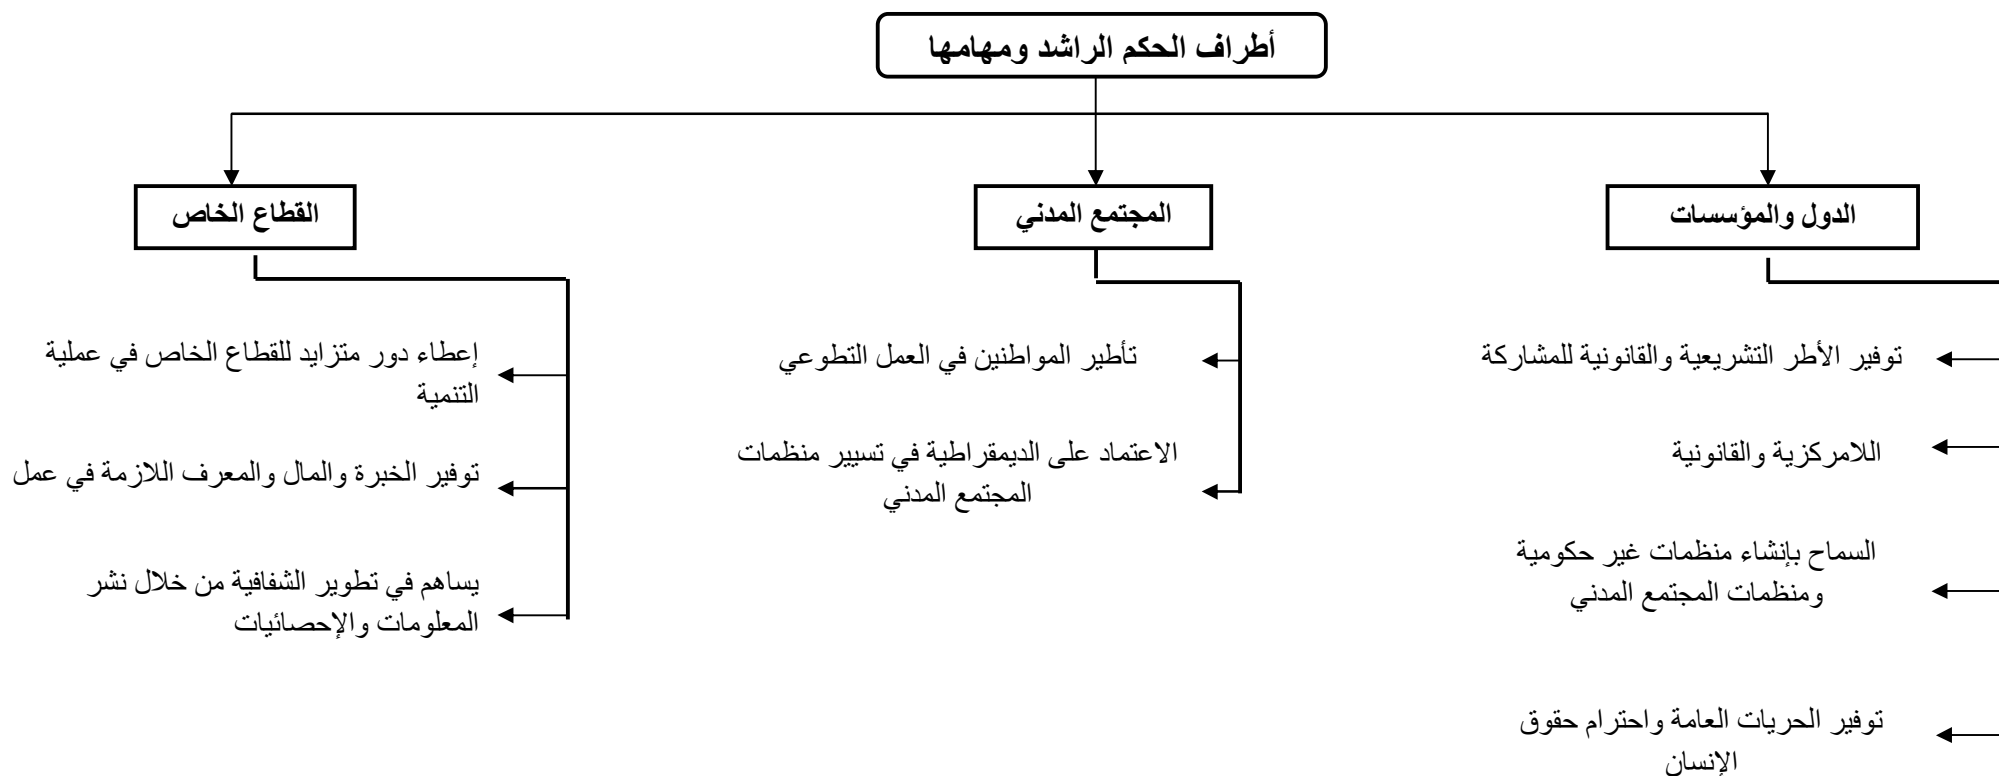 أطراف الحكم الراشد ومهامها
الدول والمؤسسات
توفير الأطر التشريعية والقانونية للمشاركة
اللامركزية والقانونية
السماح بإنشاء منظمات غير حكومية
ومنظمات المجتمع المدني
توفير الحريات العامة واحترام حقوق
الإنسان
المجتمع المدني
تأطير المواطنين في العمل التطوعي
الاعتماد على الديمقراطية في تسيير منظمات
المجتمع المدني
القطاع الخاص
إعطاء دور متزايد للقطاع الخاص في عملية
التنمية
توفير الخبرة والمال والمعرف اللازمة في عمل
يساهم في تطوير الشفافية من خلال نشر
المعلومات والإحصائيات